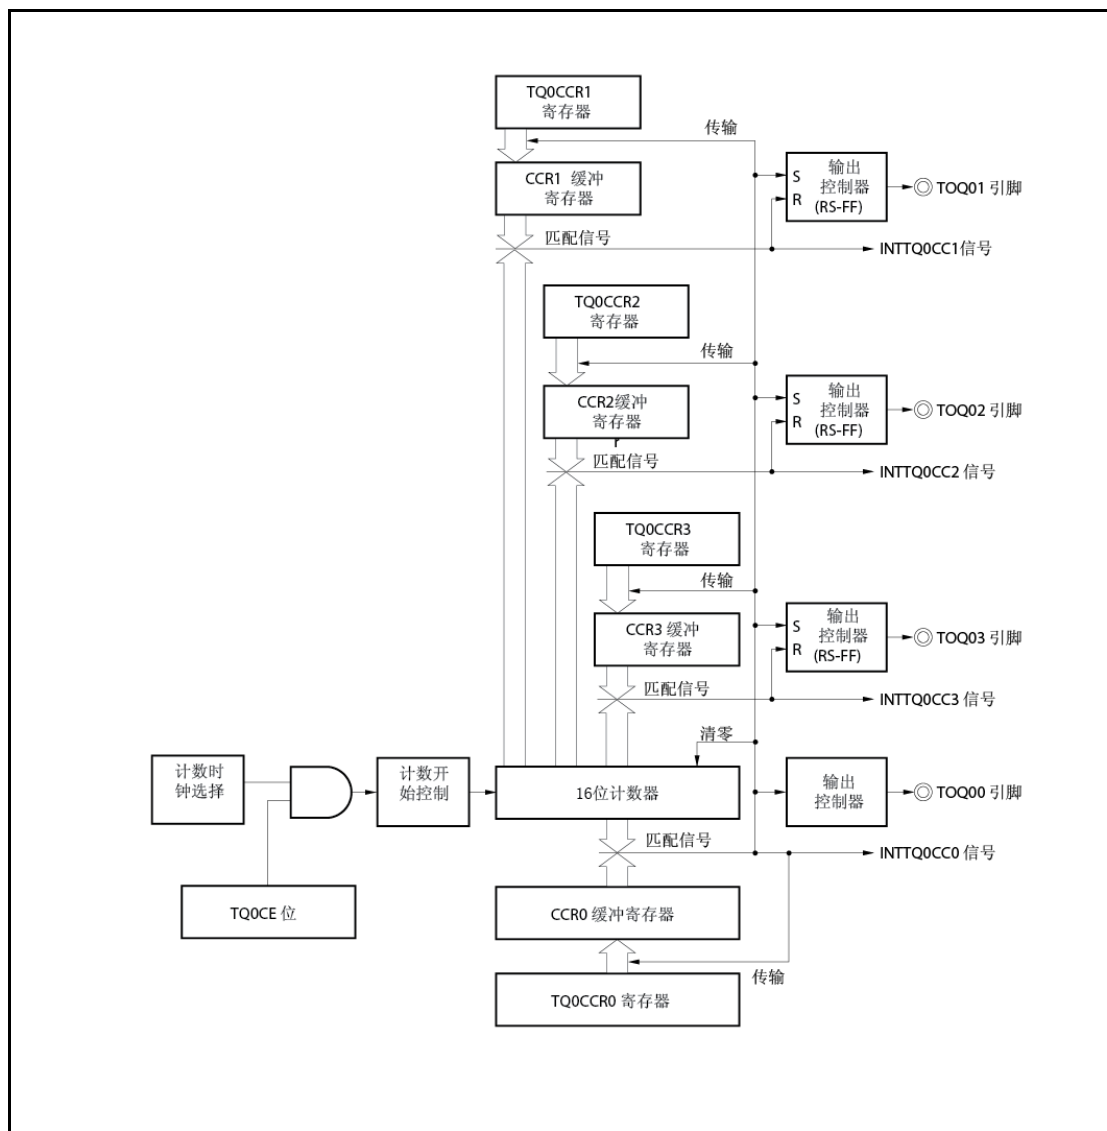 TQ0CCR1
寄存器
传输
CCR1 缓冲
寄存器
S
R
输出
控制器
(RS-FF)
TOQ01 引脚
匹配信号
INTTQ0CC1信号
TQ0CCR2
寄存器
传输
CCR2缓冲
寄存器
r
S
R
输出
控制器
(RS-FF)
TOQ02 引脚
匹配信号
INTTQ0CC2 信号
TQ0CCR3
寄存器
传输
CCR3 缓冲
寄存器
S
R
输出
控制器
(RS-FF)
TOQ03 引脚
匹配信号
INTTQ0CC3 信号
清零
计数时
钟选择
计数开
始控制
16位计数器
输出
控制器
TOQ00 引脚
匹配信号
INTTQ0CC0 信号
TQ0CE 位
CCR0 缓冲寄存器
传输
TQ0CCR0 寄存器